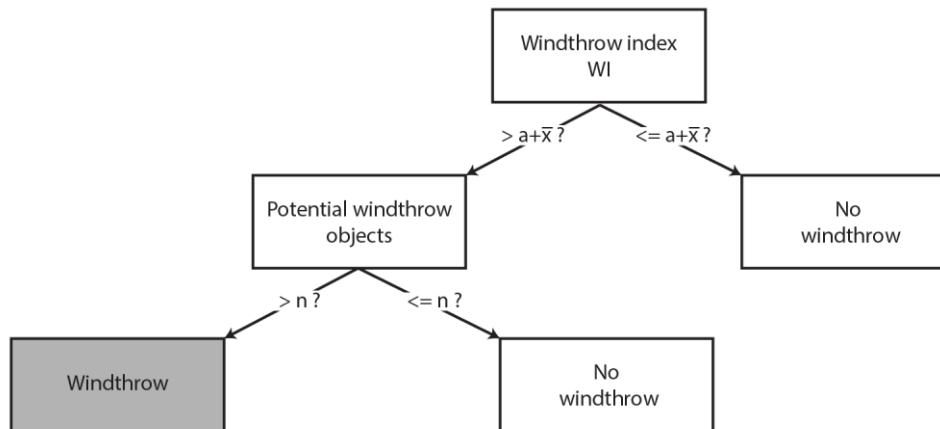 Windthrow index
WI
> a+x̅ ?
<= a+x̅ ?
Potential windthrow
objects
No
windthrow
> n ?
<= n ?
Windthrow
No
windthrow